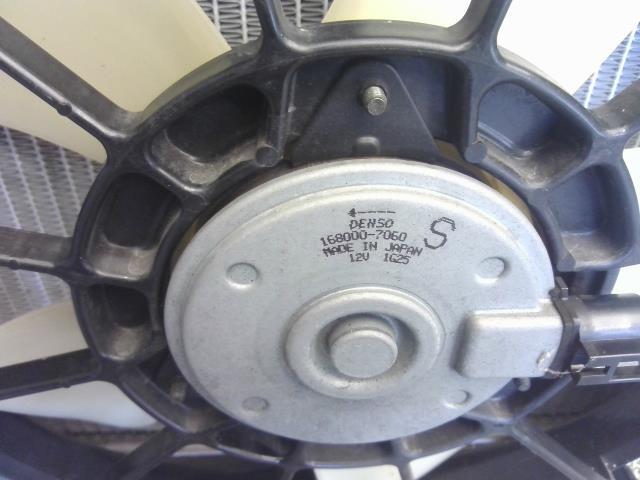 DENSO
168000-7060 S
MADE IN JAPAN
12V 1G25